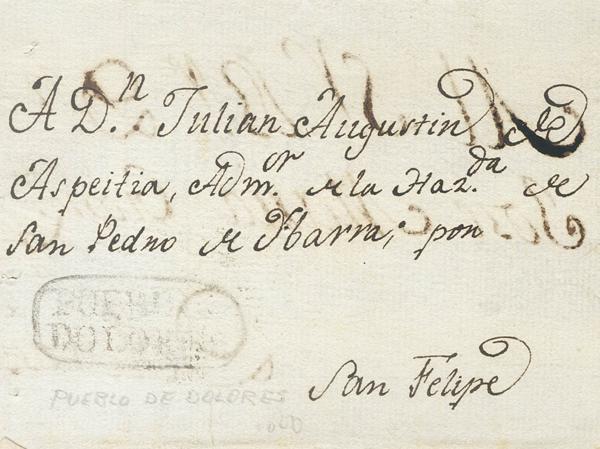 A D.ⁿ Julian Augustin de
Aspeitia, Adm.ᵒʳ de la Haz.ᵈᵃ de
San Pedro de Ybarra; por
San Felipe
PUEBLO
DOLORES
PUEBLO DE DOLORES